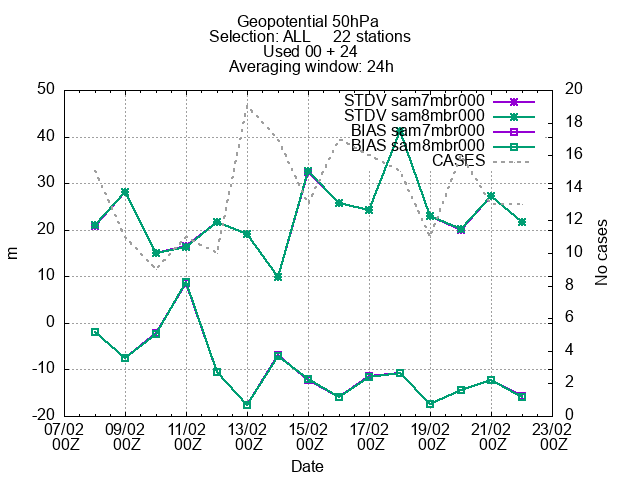 Geopotential 50hPa
Selection: ALL 22 stations
Used 00 + 24
Averaging window: 24h
STDV sam7mbr000
STDV sam8mbr000
BIAS sam7mbr000
BIAS sam8mbr000
CASES
50
40
30
20
10
0
-10
-20
m
20
18
16
14
12
10
8
6
4
2
0
No cases
07/02 09/02 11/02 13/02 15/02 17/02 19/02 21/02 23/02
00Z 00Z 00Z 00Z 00Z 00Z 00Z 00Z 00Z
Date